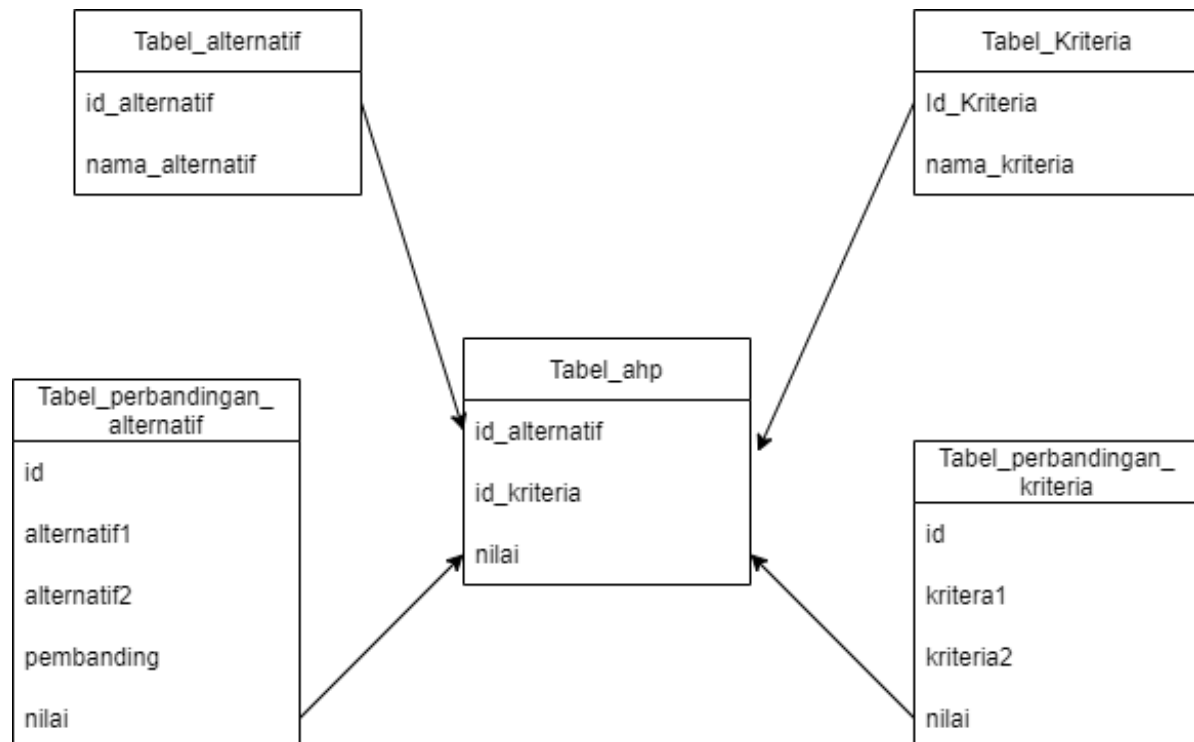 Tabel_alternatif
id_alternatif
nama_alternatif
Tabel_Kriteria
Id_Kriteria
nama_kriteria
Tabel_ahp
id_alternatif
id_kriteria
nilai
Tabel_perbandingan_
alternatif
id
alternatif1
alternatif2
pembanding
nilai
Tabel_perbandingan_
kriteria
id
kritera1
kriteria2
nilai